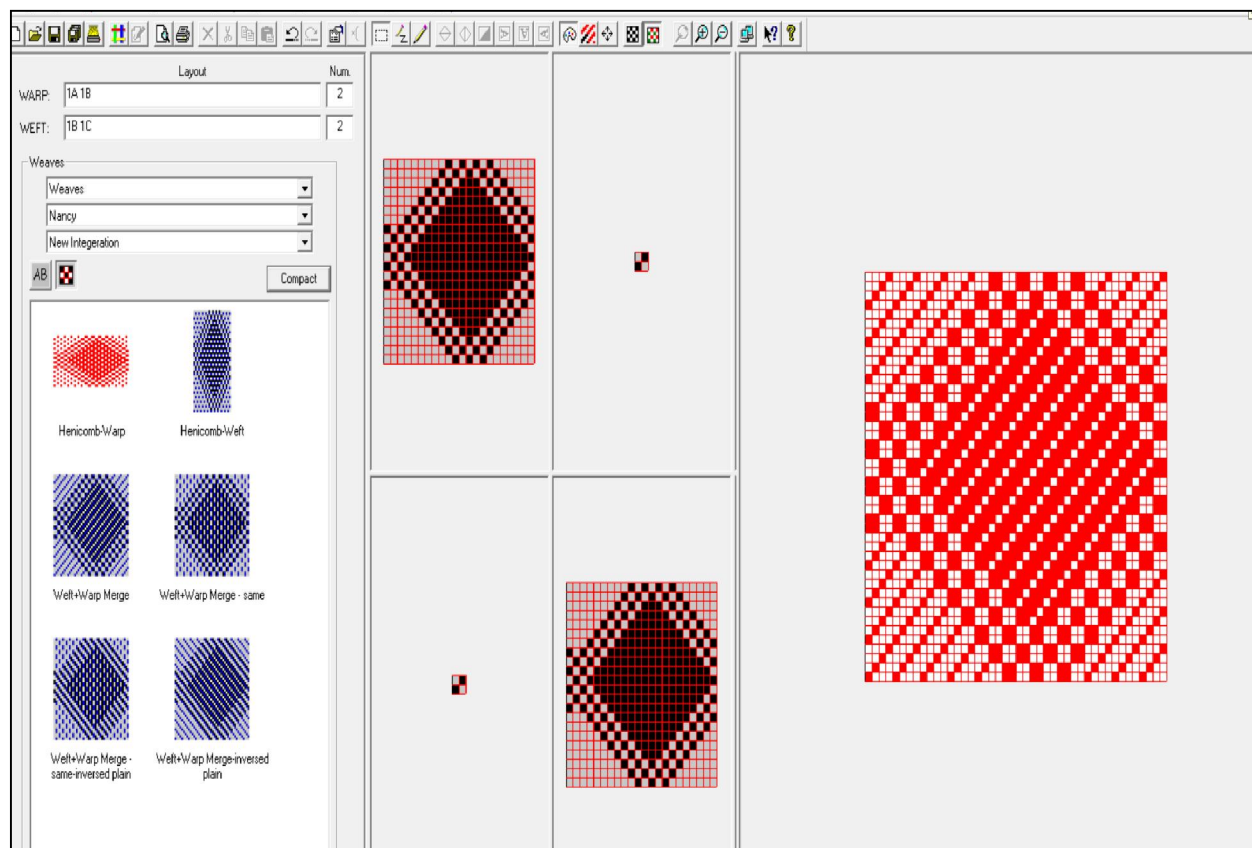 Layout Num.
WARP: 1A 1B 2
WEFT: 1B 1C 2
Weaves
Weaves
Nancy
New Integeration
AB
Compact
Henicomb-Warp Henicomb-Weft
Weft+Warp Merge Weft+Warp Merge - same
Weft+Warp Merge - Weft+Warp Merge-inversed
same-inversed plain plain